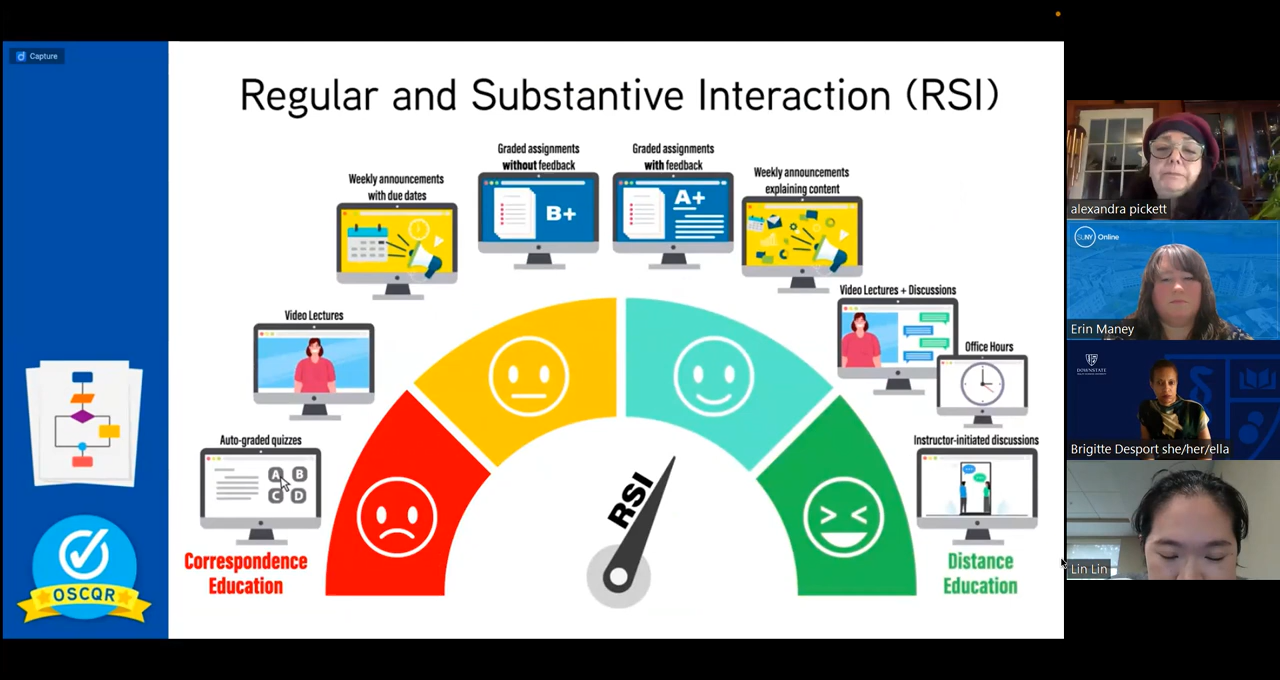 Capture
Regular and Substantive Interaction (RSI)
Graded assignments
without feedback
Graded assignments
with feedback
Weekly announcements
with due dates
Weekly announcements
explaining content
B+
A+
Video Lectures
Video Lectures + Discussions
Office Hours
Auto-graded quizzes
A B
C D
Instructor-initiated discussions
RSI
Correspondence
Education
Distance
Education
OSCQR
alexandra pickett
SUNY Online
Erin Maney
DOWNSTATE
Brigitte Desport she/her/ella
Lin Lin